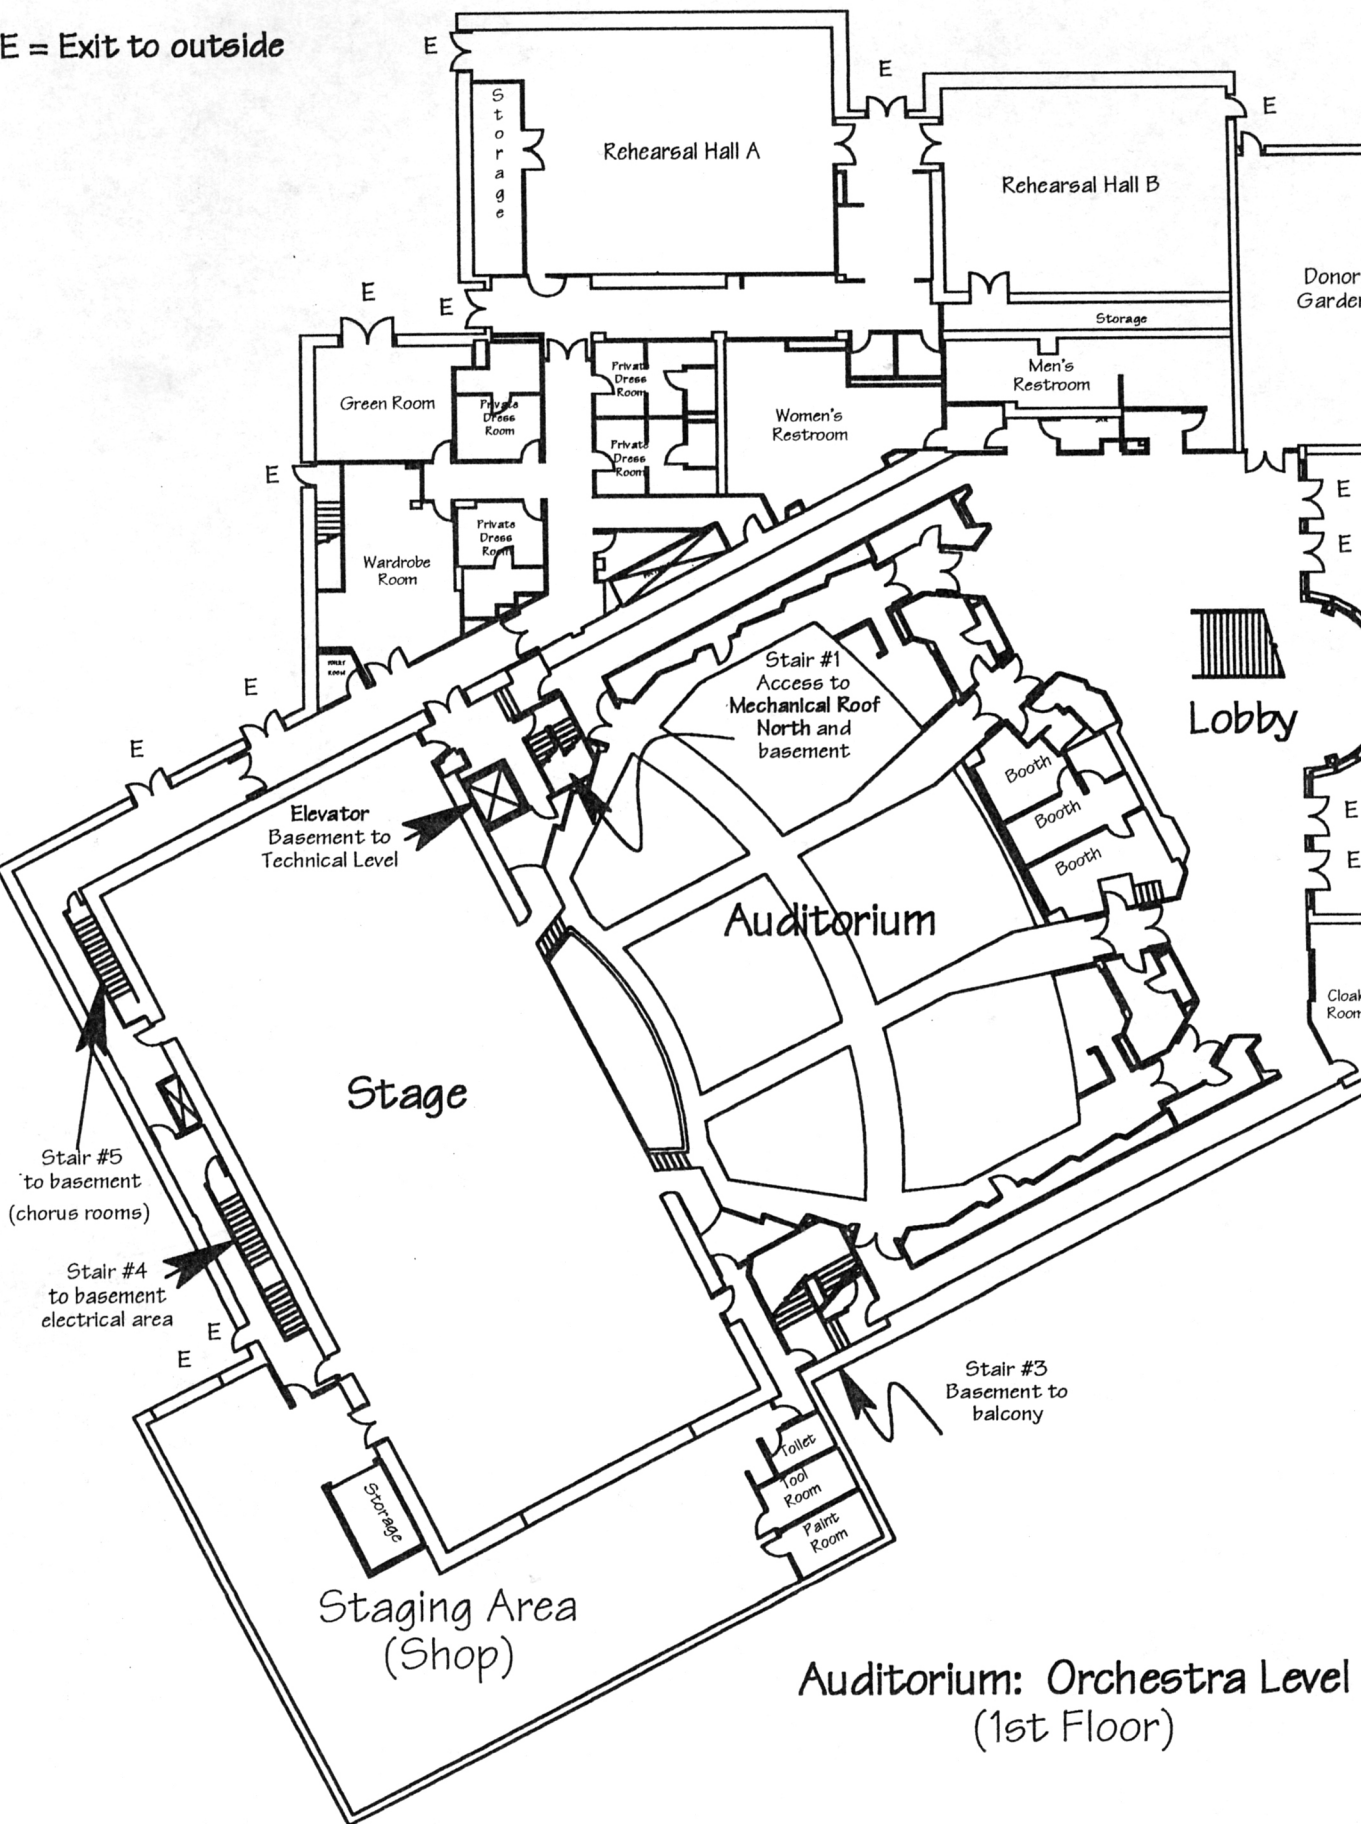 E = Exit to outside
E
E
E
Storage
Rehearsal Hall A
Rehearsal Hall B
Donor
Garden
E
E
Storage
Men's
Restroom
Green Room
Private
Dress
Room
Private
Dress
Room
Private
Dress
Room
Women's
Restroom
E
E
E
Private
Dress
Room
Wardrobe
Room
E
E
Stair #1
Access to
Mechanical Roof
North and
basement
Lobby
Booth
Booth
Booth
E
E
Elevator
Basement to
Technical Level
Auditorium
Cloak
Room
Stage
Stair #5
to basement
(chorus rooms)
Stair #4
to basement
electrical area
E
E
Stair #3
Basement to
balcony
Toilet
Tool
Room
Paint
Room
Storage
Staging Area
(Shop)
Auditorium: Orchestra Level
(1st Floor)